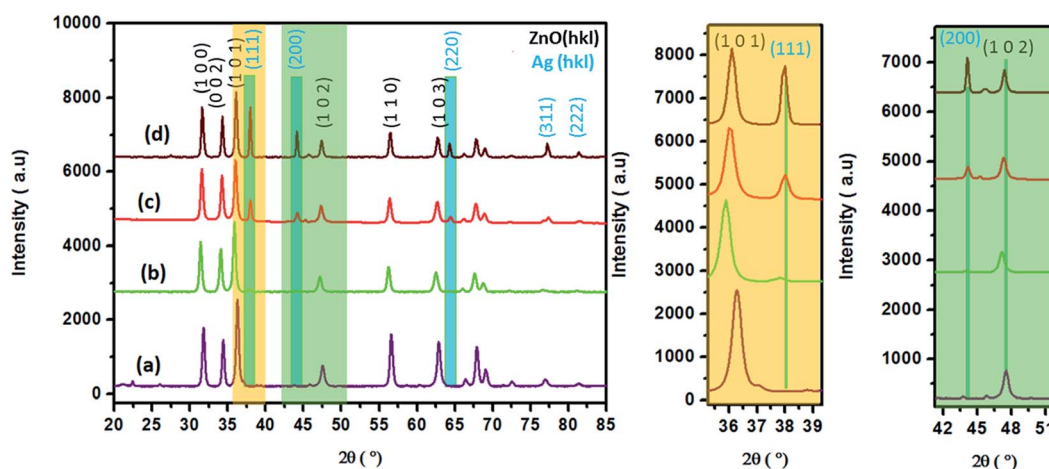 10000
8000
6000
4000
2000
0
Intensity ( a.u)
20 25 30 35 40 45 50 55 60 65 70 75 80 85
2θ ( °)
ZnO(hkl)
Ag (hkl)
(1 0 0)
(0 0 2)
(1 0 1)
(111)
(200)
(1 0 2)
(1 1 0)
(1 0 3)
(220)
(311)
(222)
(d)
(c)
(b)
(a)
8000
7000
6000
5000
4000
3000
2000
1000
0
Intensity ( a.u)
(1 0 1)
(111)
36 37 38 39
2θ ( °)
7000
6000
5000
4000
3000
2000
1000
Intensity ( a.u)
(200)
(1 0 2)
42 45 48 51
2θ ( °)